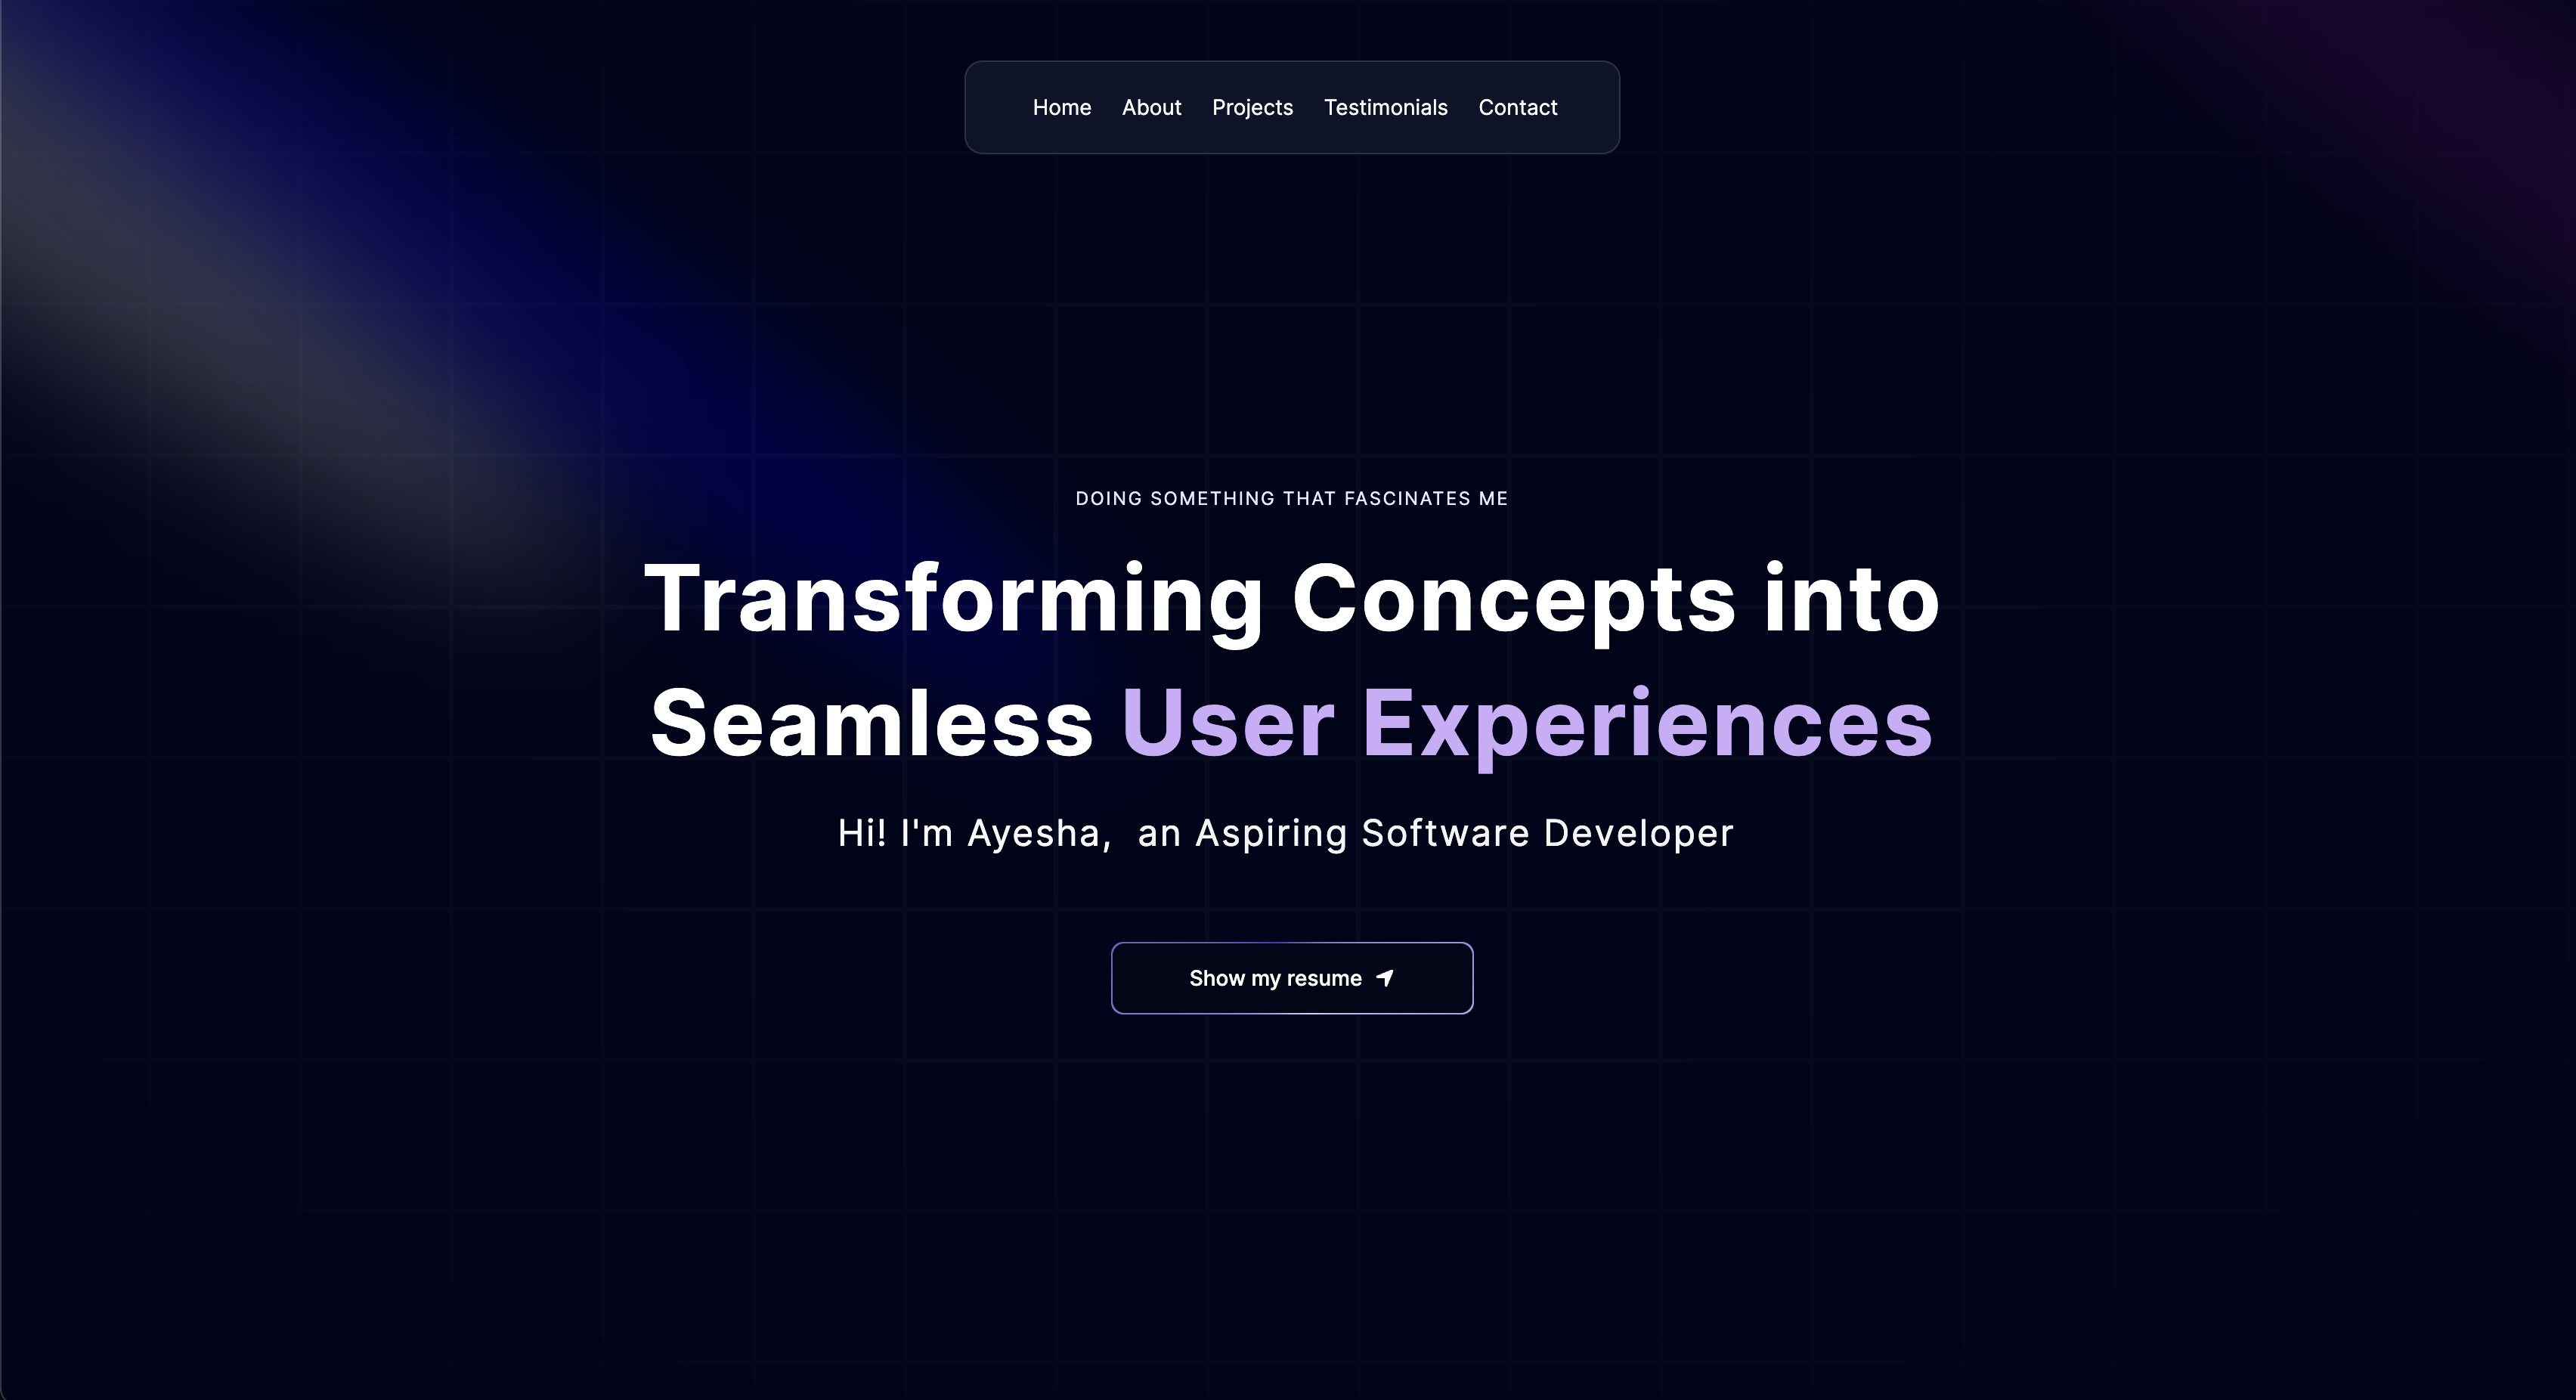 Home About Projects Testimonials Contact
DOING SOMETHING THAT FASCINATES ME
Transforming Concepts into
Seamless User Experiences
Hi! I'm Ayesha,  an Aspiring Software Developer
Show my resume